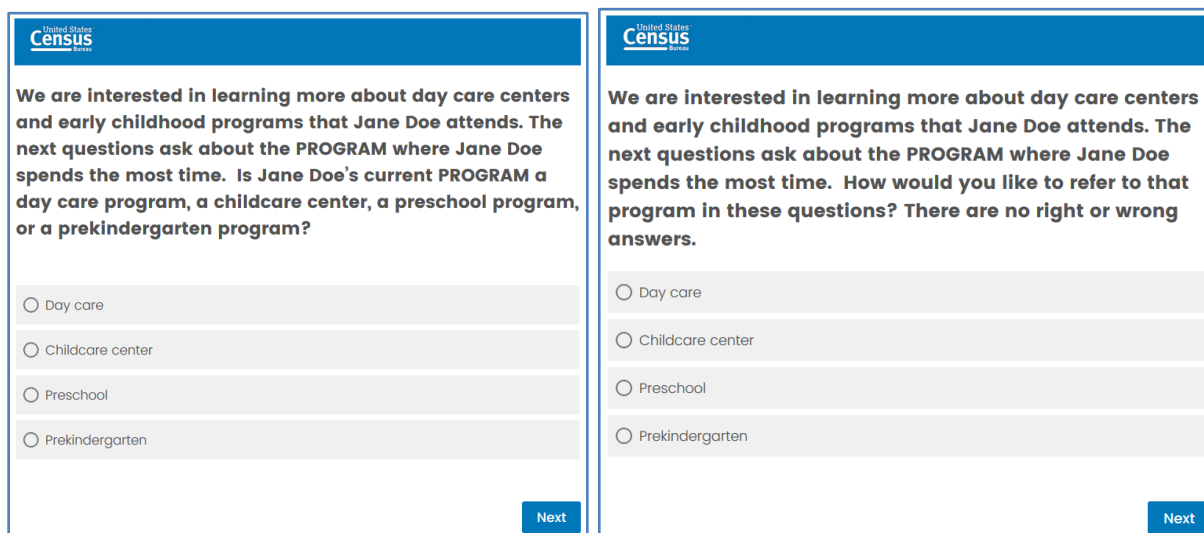 United States
Census
Bureau
We are interested in learning more about day care centers
and early childhood programs that Jane Doe attends. The
next questions ask about the PROGRAM where Jane Doe
spends the most time. Is Jane Doe's current PROGRAM a
day care program, a childcare center, a preschool program,
or a prekindergarten program?
Day care
Childcare center
Preschool
Prekindergarten
Next
United States
Census
Bureau
We are interested in learning more about day care centers
and early childhood programs that Jane Doe attends. The
next questions ask about the PROGRAM where Jane Doe
spends the most time. How would you like to refer to that
program in these questions? There are no right or wrong
answers.
Day care
Childcare center
Preschool
Prekindergarten
Next